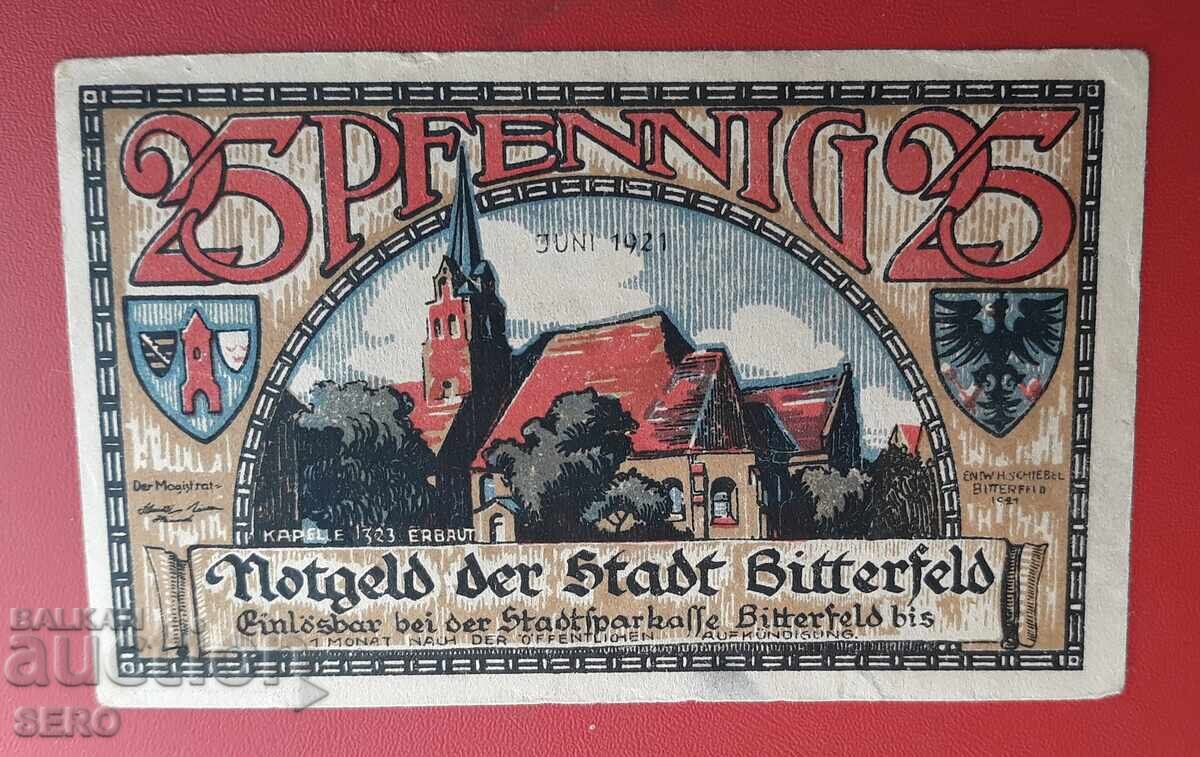 25 PFENNIG 25
JUNI 1921
Der Magistrat
ENTW. H. SCHIEBEL
BITTERFELD
1921
KAPELLE 1323 ERBAUT
Notgeld der Stadt Bitterfeld
Einlösbar bei der Stadtsparkasse Bitterfeld bis
1 MONAT NACH DER ÖFFENTLICHEN AUFKÜNDIGUNG.
BALKAN
auction
SERO